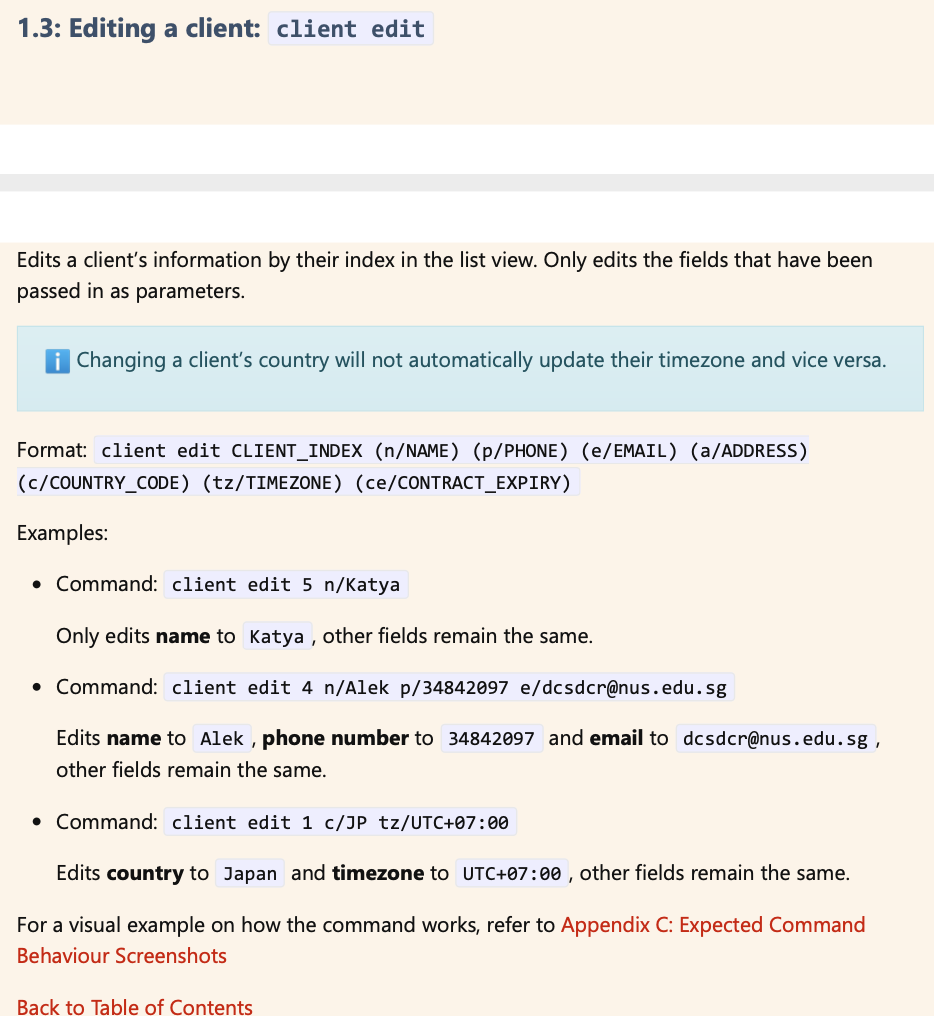 1.3: Editing a client: client edit
Edits a client’s information by their index in the list view. Only edits the fields that have been
passed in as parameters.
ℹ️ Changing a client’s country will not automatically update their timezone and vice versa.
Format: client edit CLIENT_INDEX (n/NAME) (p/PHONE) (e/EMAIL) (a/ADDRESS)
(c/COUNTRY_CODE) (tz/TIMEZONE) (ce/CONTRACT_EXPIRY)
Examples:
• Command: client edit 5 n/Katya
Only edits name to Katya, other fields remain the same.
• Command: client edit 4 n/Alek p/34842097 e/dcsdcr@nus.edu.sg
Edits name to Alek, phone number to 34842097 and email to dcsdcr@nus.edu.sg,
other fields remain the same.
• Command: client edit 1 c/JP tz/UTC+07:00
Edits country to Japan and timezone to UTC+07:00, other fields remain the same.
For a visual example on how the command works, refer to Appendix C: Expected Command
Behaviour Screenshots
Back to Table of Contents